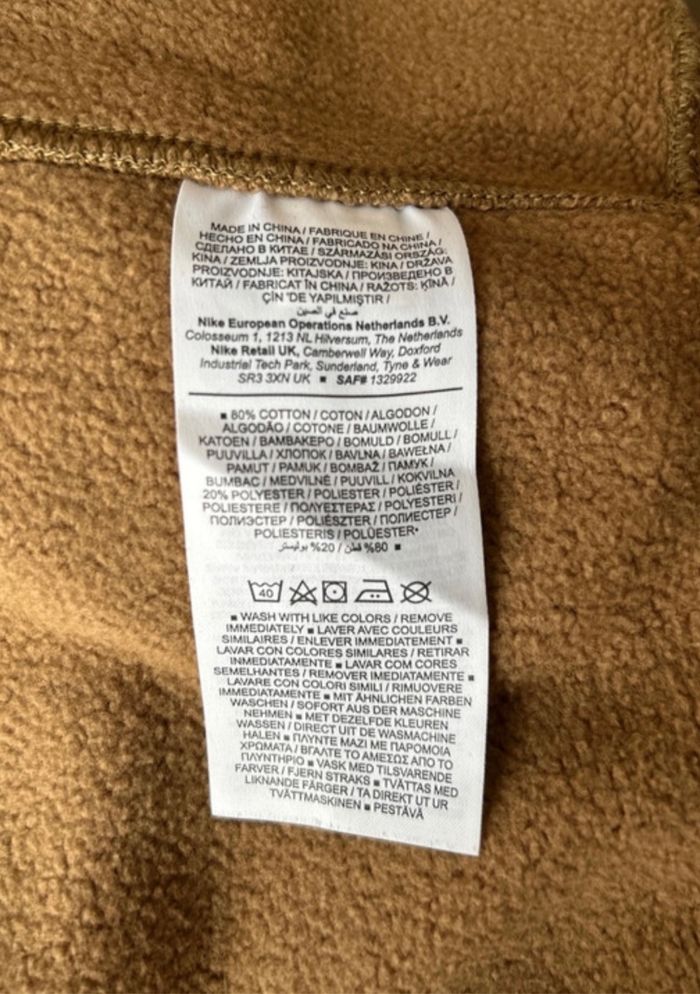 MADE IN CHINA / FABRIQUE EN CHINE /
HECHO EN CHINA / FABRICADO NA CHINA /
СДЕЛАНО В КИТАЕ / SZÁRMAZÁSI ORSZÁG:
KINA / ZEMLJA PROIZVODNJE: KINA / DRŽAVA
PROIZVODNJE: KITAJSKA / ПРОИЗВЕДЕНО В
КИТАЙ / FABRICAT ÎN CHINA / RAŽOTS: ĶĪNĀ /
ÇİN 'DE YAPILMIŞTIR /
صنع في الصين
Nike European Operations Netherlands B.V.
Colosseum 1, 1213 NL Hilversum, The Netherlands
Nike Retail UK, Camberwell Way, Doxford
Industrial Tech Park, Sunderland, Tyne & Wear
SR3 3XN UK ■ SAF# 1329922
■ 80% COTTON / COTON / ALGODON /
ALGODÃO / COTONE / BAUMWOLLE /
KATOEN / ΒΑΜΒΑΚΕΡΟ / BOMULD / BOMULL /
PUUVILLA / ХЛОПОК / BAVLNA / BAWEŁNA /
PAMUT / PAMUK / BOMBAŽ / ПАМУК /
BUMBAC / MEDVILNĖ / PUUVILL / KOKVILNA
20% POLYESTER / POLIESTER / POLIÉSTER /
POLIESTERE / ΠΟΛΥΕΣΤΕΡΑΣ / POLYESTERI /
ПОЛИЭСТЕР / POLIÉSZTER / ПОЛИЕСТЕР /
POLIESTERIS / POLÜESTER*
80% قطن / 20% بوليستر ■
40
■ WASH WITH LIKE COLORS / REMOVE
IMMEDIATELY ■ LAVER AVEC COULEURS
SIMILAIRES / ENLEVER IMMEDIATEMENT ■
LAVAR CON COLORES SIMILARES / RETIRAR
INMEDIATAMENTE ■ LAVAR COM CORES
SEMELHANTES / REMOVER IMEDIATAMENTE ■
LAVARE CON COLORI SIMILI / RIMUOVERE
IMMEDIATAMENTE ■ MIT ÄHNLICHEN FARBEN
WASCHEN / SOFORT AUS DER MASCHINE
NEHMEN ■ MET DEZELFDE KLEUREN
WASSEN / DIRECT UIT DE WASMACHINE
HALEN ■ ΠΛΥΝΤΕ ΜΑΖΙ ΜΕ ΠΑΡΟΜΟΙΑ
ΧΡΩΜΑΤΑ / ΒΓΑΛΤΕ ΤΟ ΑΜΕΣΩΣ ΑΠΟ ΤΟ
ΠΛΥΝΤΗΡΙΟ ■ VASK MED TILSVARENDE
FARVER / FJERN STRAKS ■ TVÄTTAS MED
LIKNANDE FÄRGER / TA DIREKT UT UR
TVÄTTMASKINEN ■ PESTÄVÄ